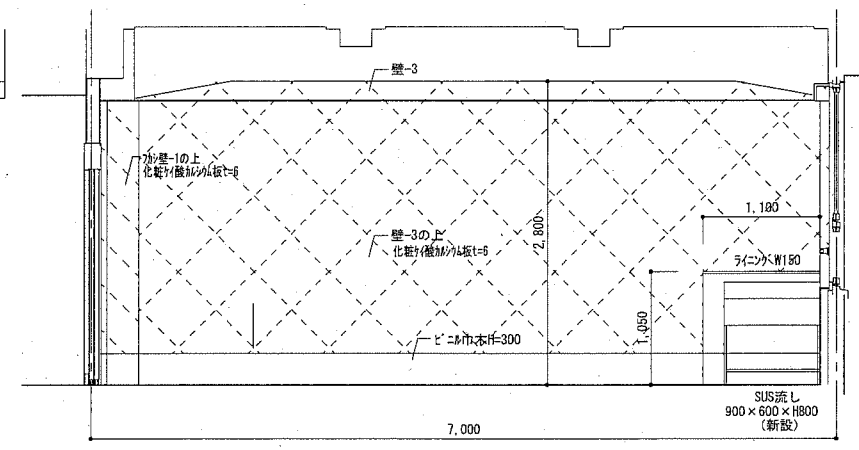 壁-3
フカシ壁-1の上
化粧ケイ酸カルシウム板t=6
壁-3の上
化粧ケイ酸カルシウム板t=6
2,800
1,100
ライニングW150
1,050
ビニル巾木H=300
SUS流し
900×600×H800
(新設)
7,000